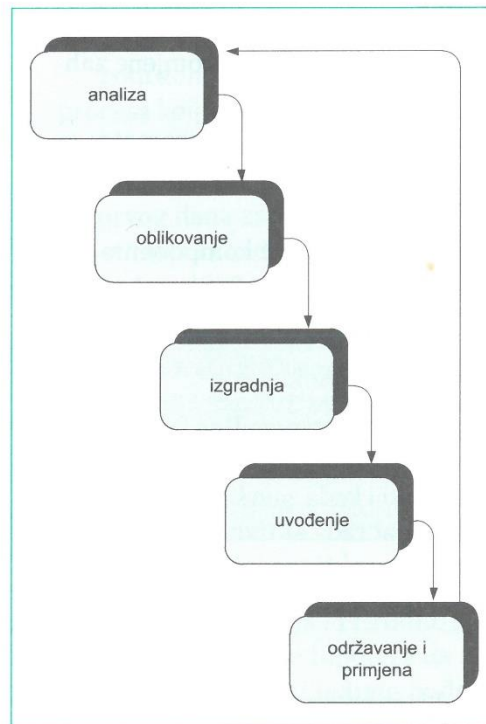 analiza
oblikovanje
izgradnja
uvođenje
održavanje i
primjena